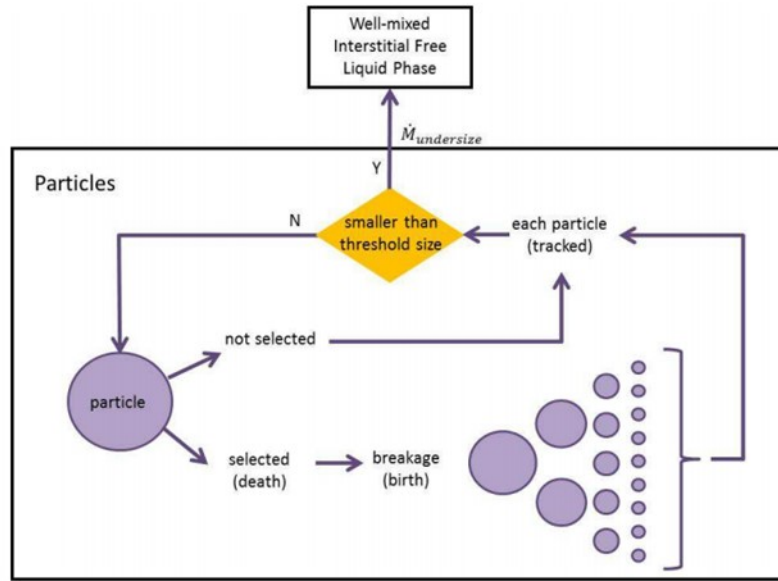 Well-mixed
Interstitial Free
Liquid Phase
Ṁundersize
Particles
Y
N
smaller than
threshold size
each particle
(tracked)
not selected
particle
selected
(death)
breakage
(birth)